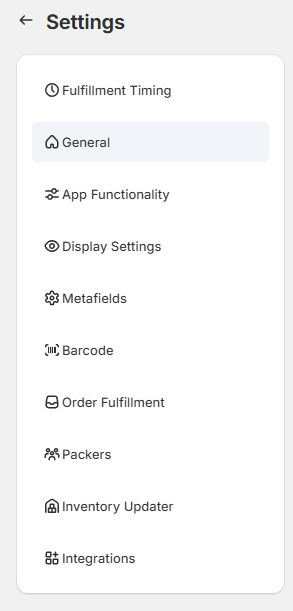 Settings
Fulfillment Timing
General
App Functionality
Display Settings
Metafields
Barcode
Order Fulfillment
Packers
Inventory Updater
Integrations